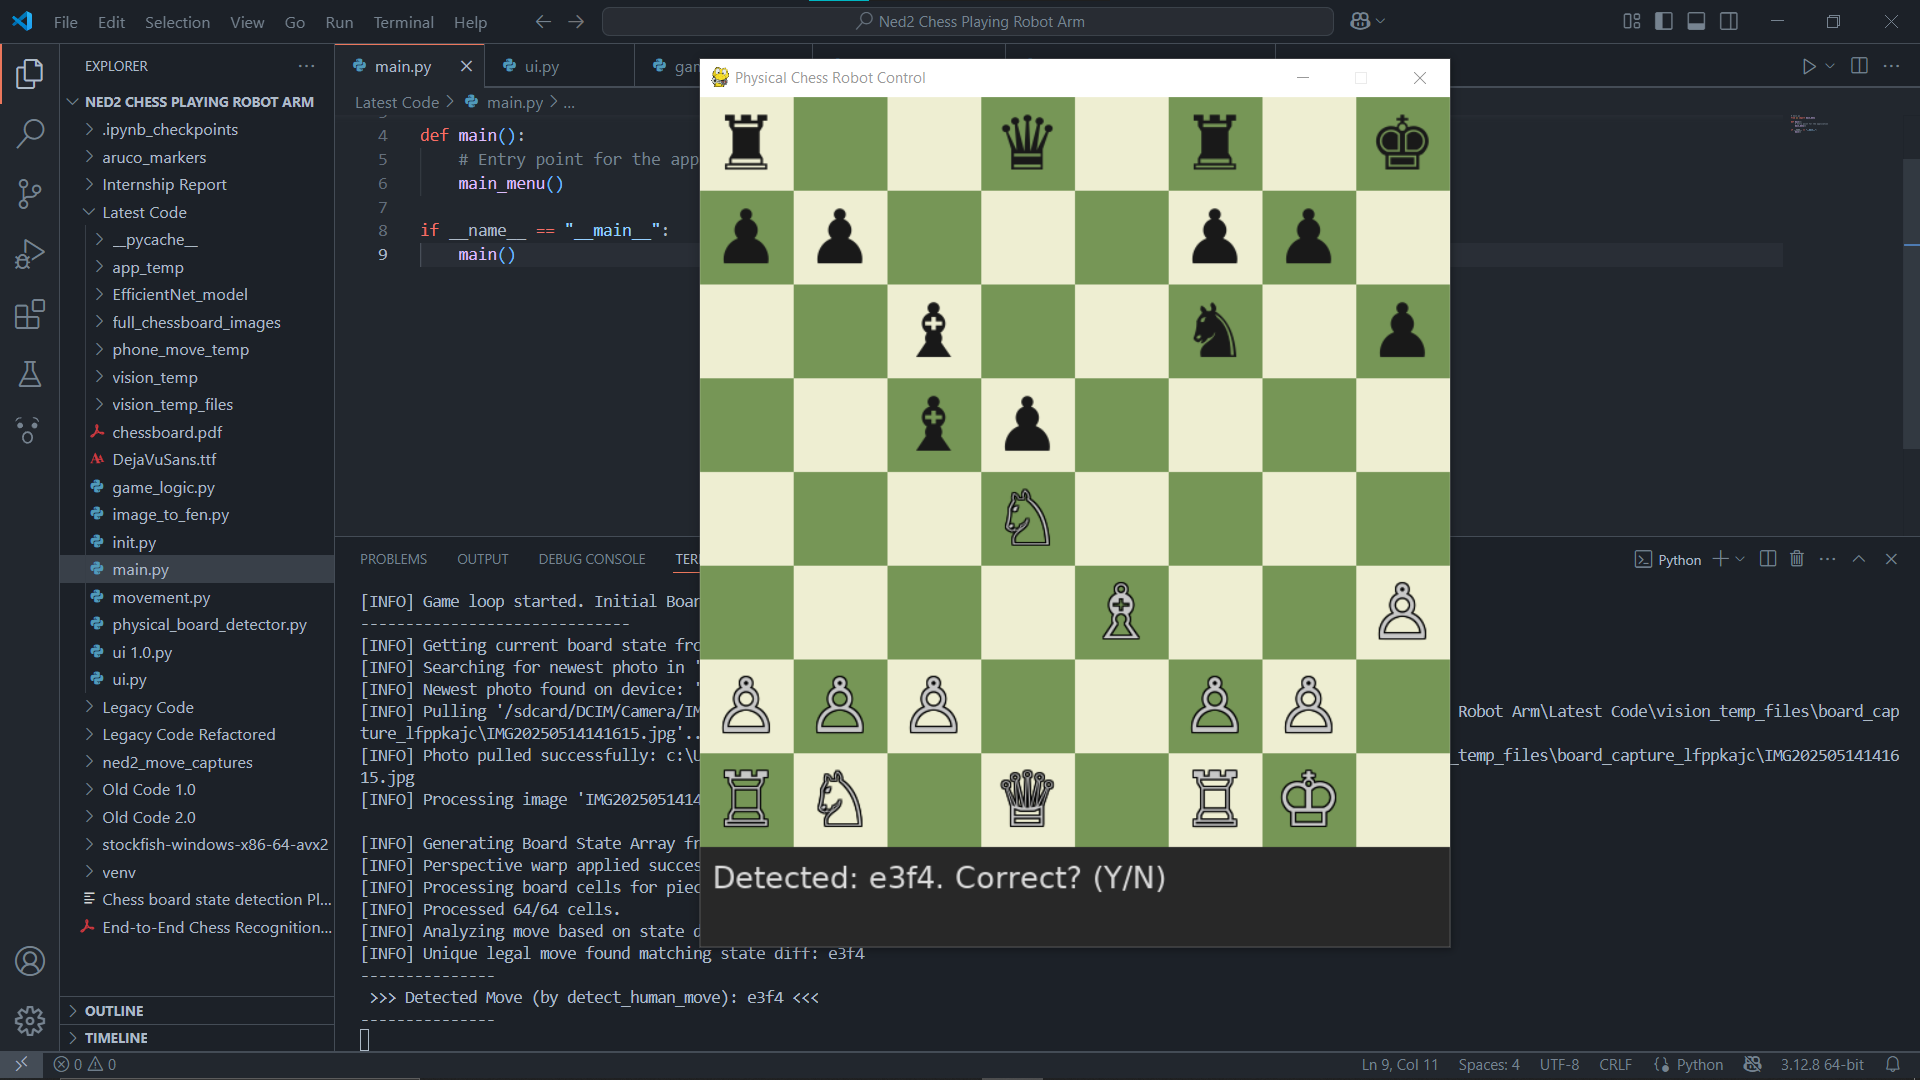 File Edit Selection View Go Run Terminal Help
Ned2 Chess Playing Robot Arm
EXPLORER
NED2 CHESS PLAYING ROBOT ARM
.ipynb_checkpoints
aruco_markers
Internship Report
Latest Code
__pycache__
app_temp
EfficientNet_model
full_chessboard_images
phone_move_temp
vision_temp
vision_temp_files
chessboard.pdf
DejaVuSans.ttf
game_logic.py
image_to_fen.py
init.py
main.py
movement.py
physical_board_detector.py
ui 1.0.py
ui.py
Legacy Code
Legacy Code Refactored
ned2_move_captures
Old Code 1.0
Old Code 2.0
stockfish-windows-x86-64-avx2
venv
Chess board state detection Pl...
End-to-End Chess Recognition...
OUTLINE
TIMELINE
main.py
ui.py
gam
Latest Code > main.py > ...
4 def main():
5 # Entry point for the app
6 main_menu()
7
8 if __name__ == "__main__":
9 main()
Physical Chess Robot Control
Detected: e3f4. Correct? (Y/N)
PROBLEMS OUTPUT DEBUG CONSOLE TER
Python
[INFO] Game loop started. Initial Boar
------------------------------
[INFO] Getting current board state fro
[INFO] Searching for newest photo in '
[INFO] Newest photo found on device: '
[INFO] Pulling '/sdcard/DCIM/Camera/IM Robot Arm\Latest Code\vision_temp_files\board_cap
ture_lfppkajc\IMG20250514141615.jpg'..
[INFO] Photo pulled successfully: c:\U _temp_files\board_capture_lfppkajc\IMG202505141416
15.jpg
[INFO] Processing image 'IMG2025051414
[INFO] Generating Board State Array fr
[INFO] Perspective warp applied succes
[INFO] Processing board cells for piec
[INFO] Processed 64/64 cells.
[INFO] Analyzing move based on state d
[INFO] Unique legal move found matching state diff: e3f4
---------------
>>> Detected Move (by detect_human_move): e3f4 <<<
---------------
0 0
Ln 9, Col 11 Spaces: 4 UTF-8 CRLF Python 3.12.8 64-bit